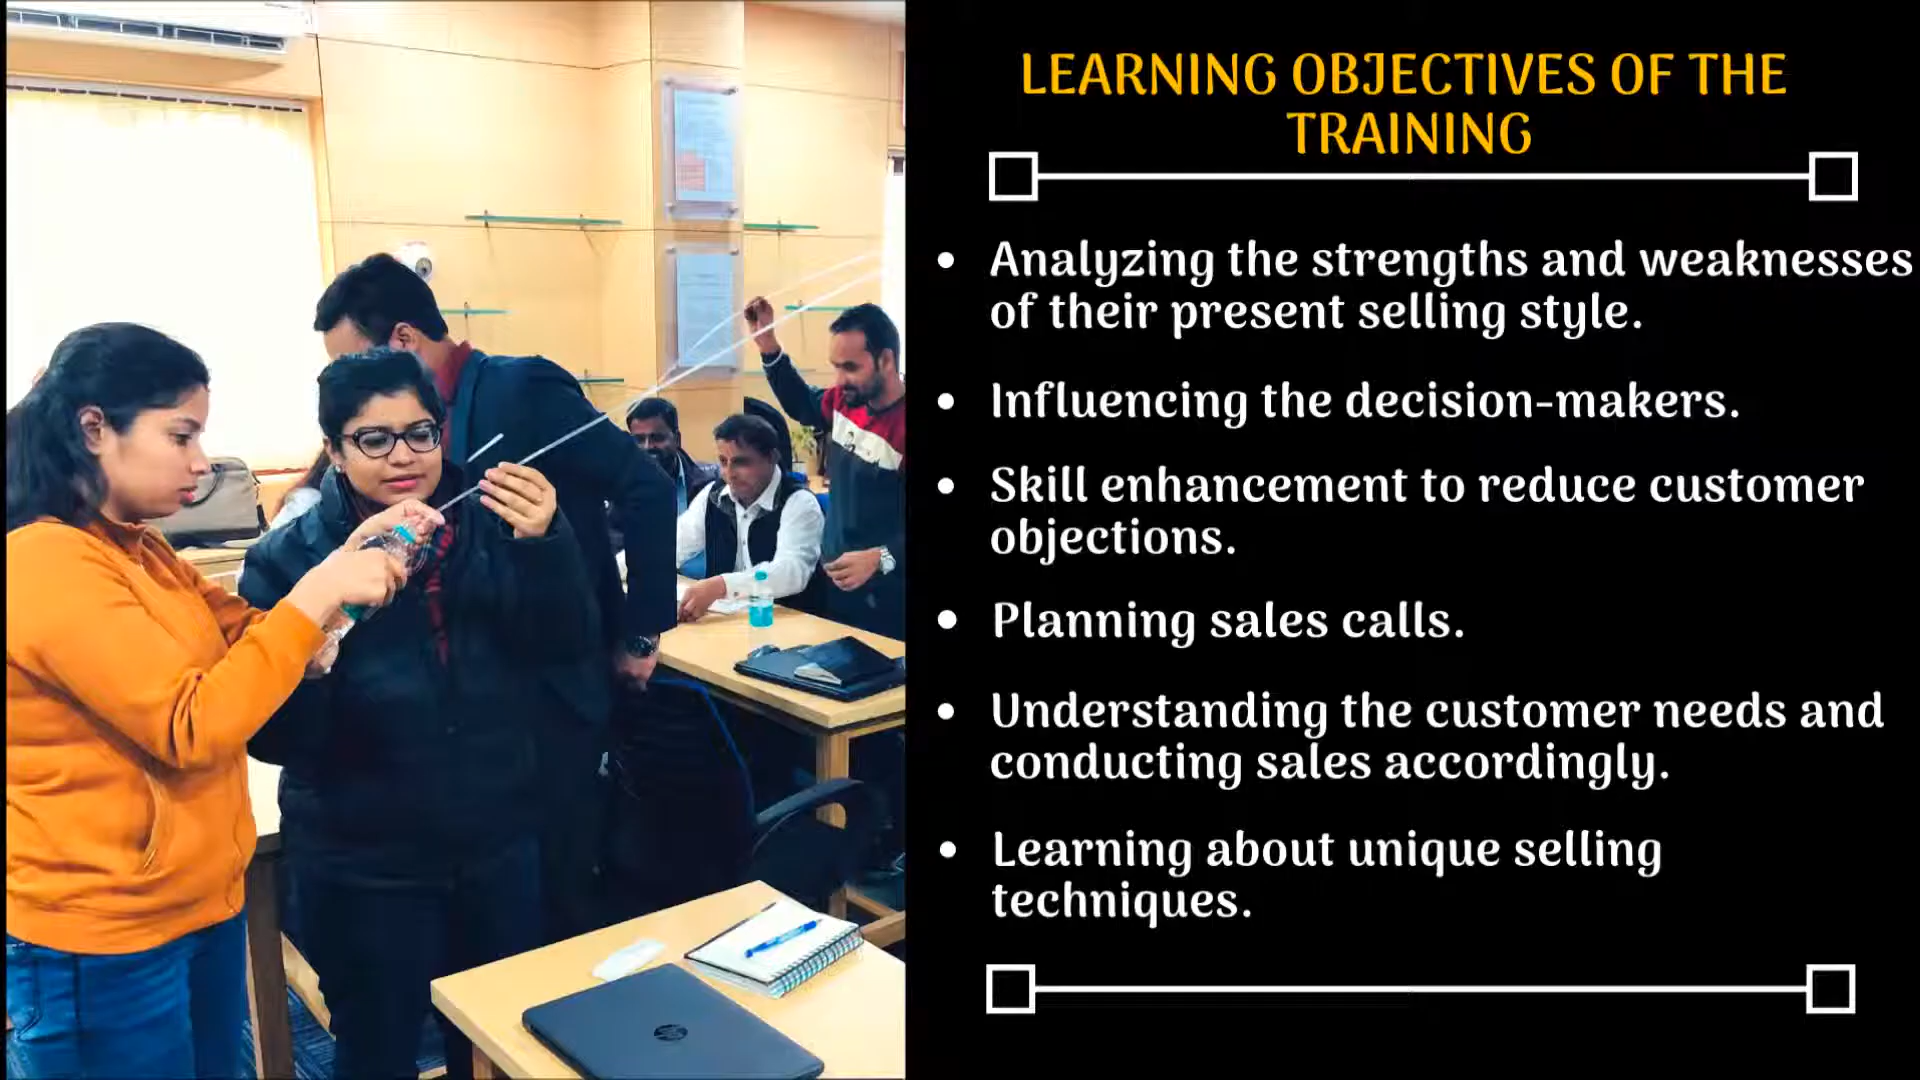 LEARNING OBJECTIVES OF THE
TRAINING
• Analyzing the strengths and weaknesses
of their present selling style.
• Influencing the decision-makers.
• Skill enhancement to reduce customer
objections.
• Planning sales calls.
• Understanding the customer needs and
conducting sales accordingly.
• Learning about unique selling
techniques.
hp